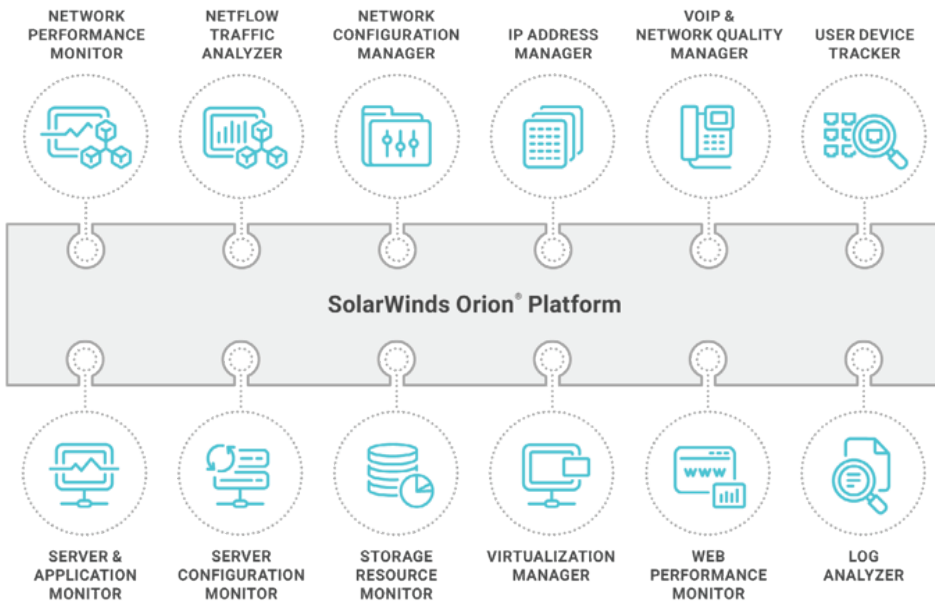 NETWORK
PERFORMANCE
MONITOR
NETFLOW
TRAFFIC
ANALYZER
NETWORK
CONFIGURATION
MANAGER
IP ADDRESS
MANAGER
VOIP &
NETWORK QUALITY
MANAGER
USER DEVICE
TRACKER
SolarWinds Orion® Platform
WWW
SERVER &
APPLICATION
MONITOR
SERVER
CONFIGURATION
MONITOR
STORAGE
RESOURCE
MONITOR
VIRTUALIZATION
MANAGER
WEB
PERFORMANCE
MONITOR
LOG
ANALYZER